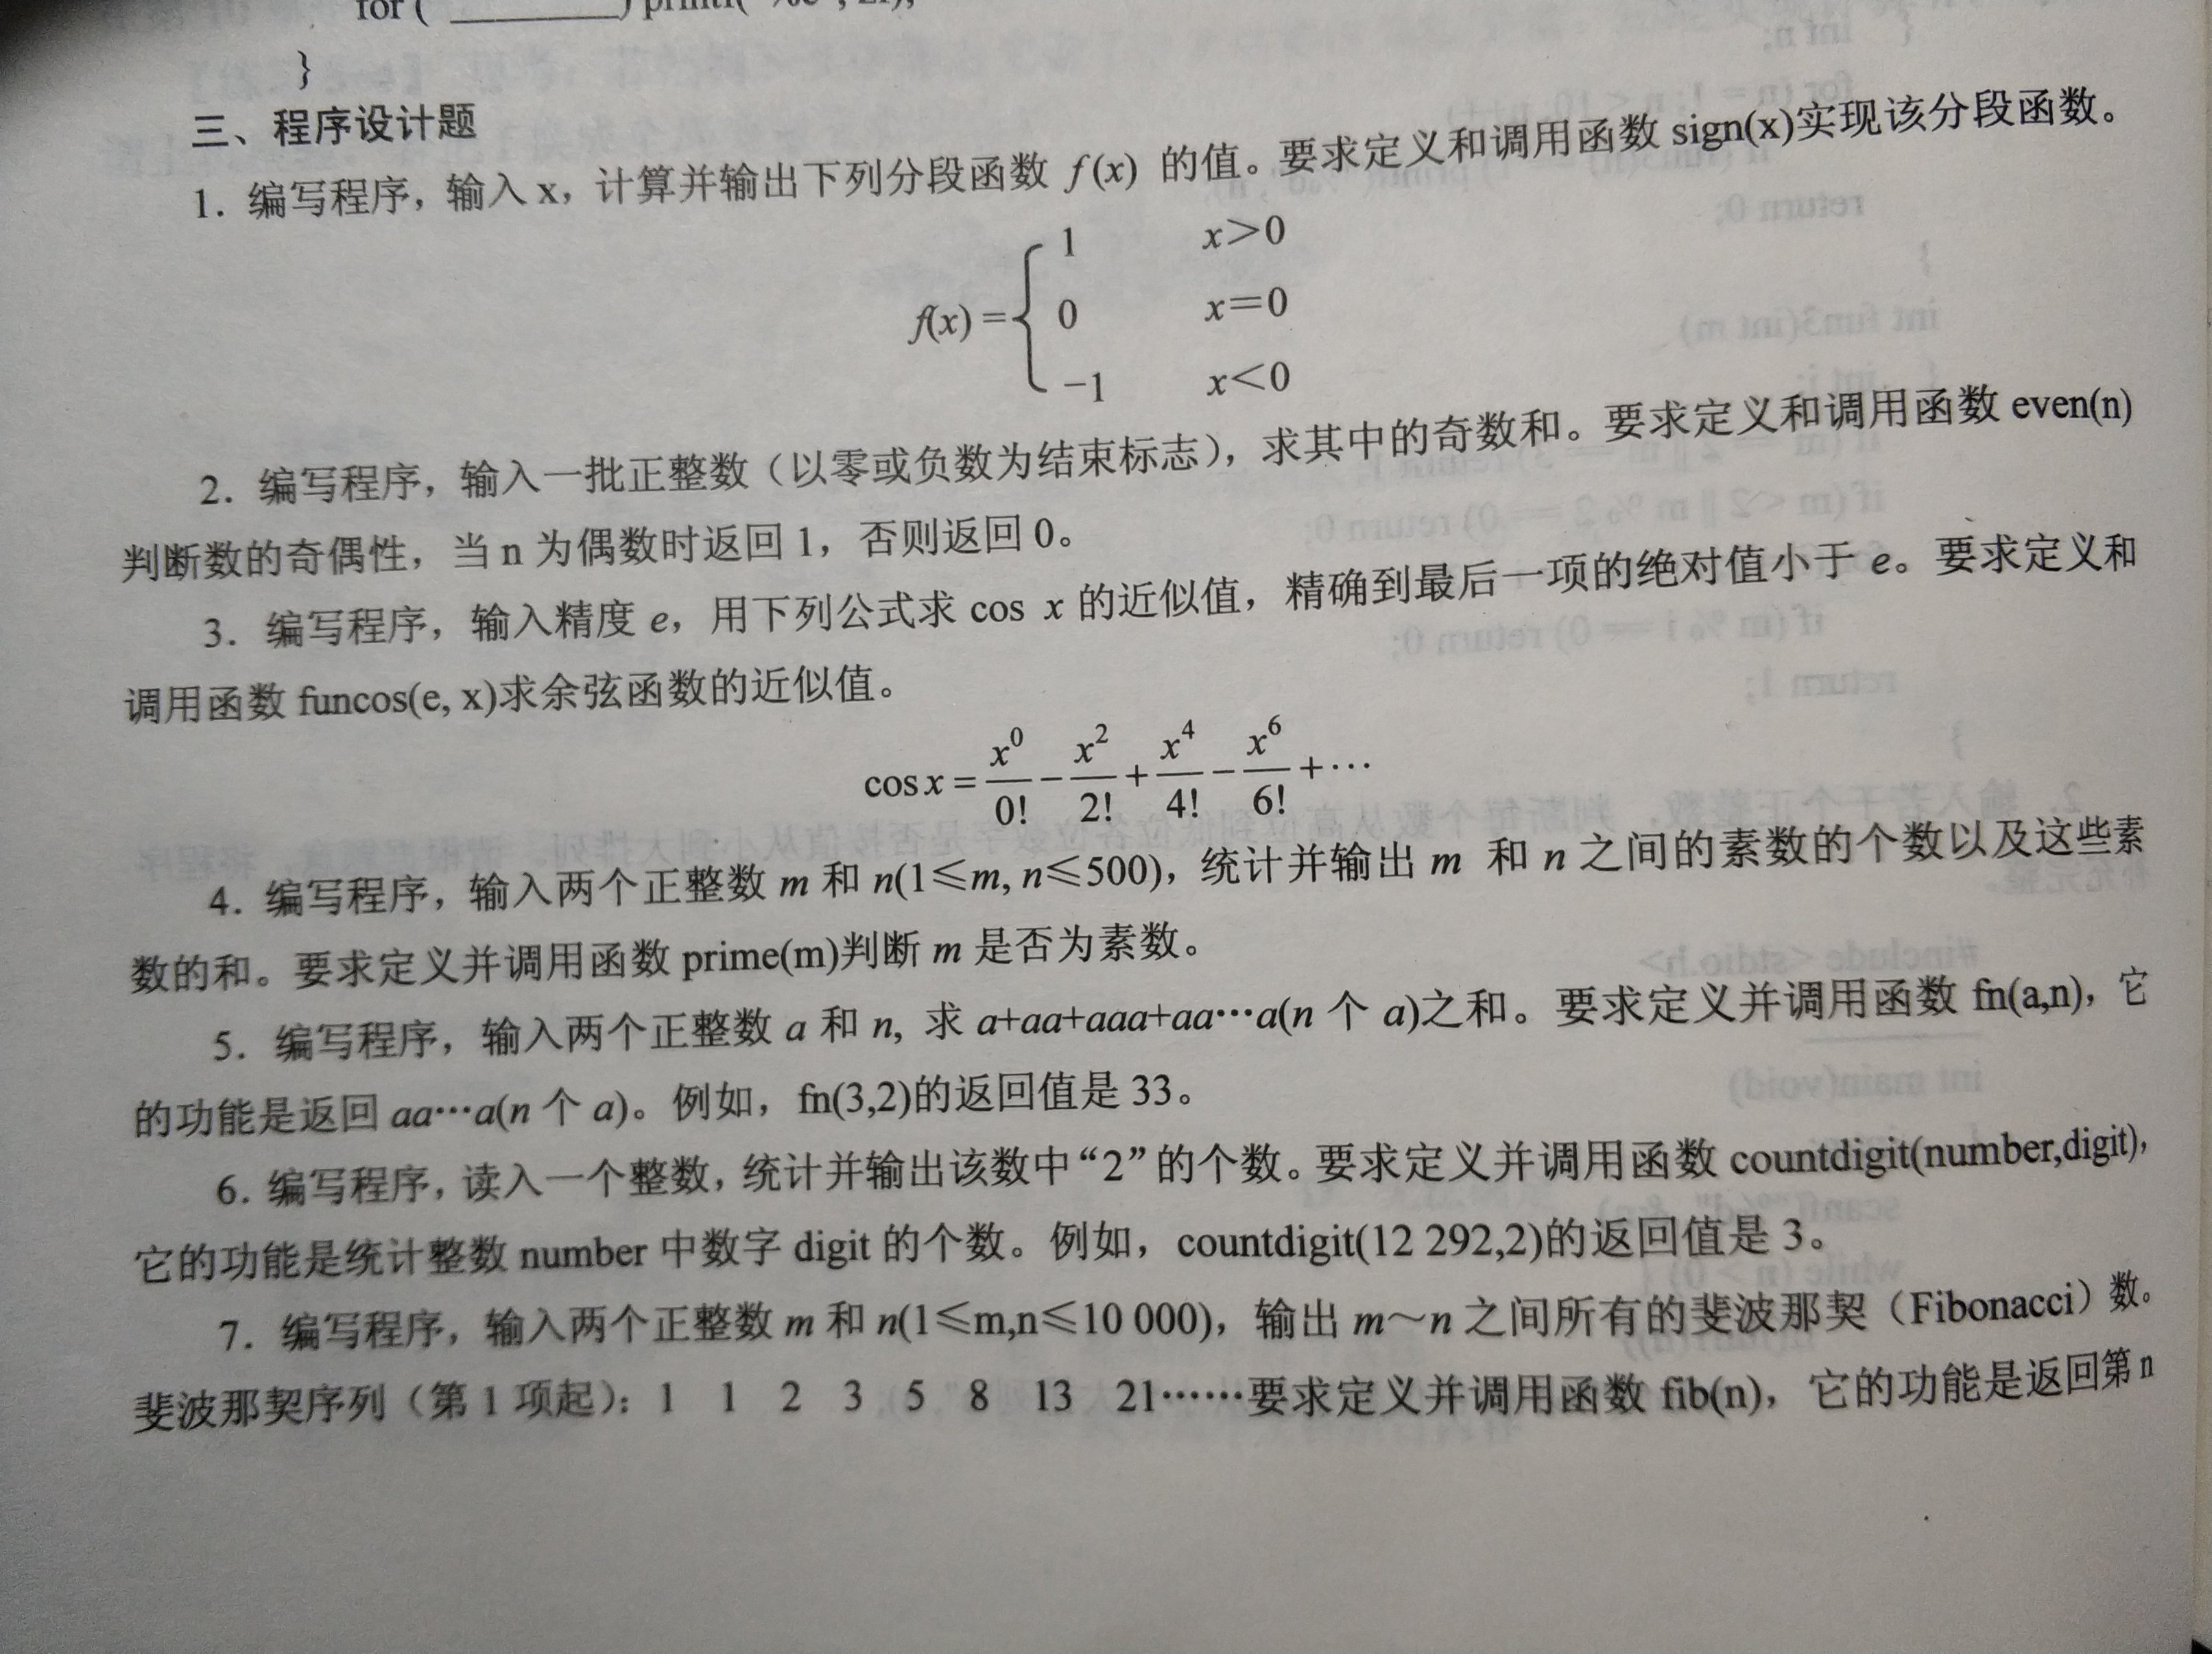 for ( ________) printf(
}
三、程序设计题
1. 编写程序，输入 x，计算并输出下列分段函数 f (x) 的值。要求定义和调用函数 sign(x)实现该分段函数。
f(x) = { 1 x>0
0 x=0
−1 x<0
2. 编写程序，输入一批正整数（以零或负数为结束标志），求其中的奇数和。要求定义和调用函数 even(n)
判断数的奇偶性，当 n 为偶数时返回 1，否则返回 0。
3. 编写程序，输入精度 e，用下列公式求 cos x 的近似值，精确到最后一项的绝对值小于 e。要求定义和
调用函数 funcos(e, x)求余弦函数的近似值。
cos x = x^0/0! − x^2/2! + x^4/4! − x^6/6! + ⋯
4. 编写程序，输入两个正整数 m 和 n(1≤m, n≤500)，统计并输出 m 和 n 之间的素数的个数以及这些素
数的和。要求定义并调用函数 prime(m)判断 m 是否为素数。
5. 编写程序，输入两个正整数 a 和 n, 求 a+aa+aaa+aa⋯a(n 个 a)之和。要求定义并调用函数 fn(a,n)，它
的功能是返回 aa⋯a(n 个 a)。例如，fn(3,2)的返回值是 33。
6. 编写程序，读入一个整数，统计并输出该数中“2”的个数。要求定义并调用函数 countdigit(number,digit)，
它的功能是统计整数 number 中数字 digit 的个数。例如，countdigit(12 292,2)的返回值是 3。
7. 编写程序，输入两个正整数 m 和 n(1≤m,n≤10 000)，输出 m～n 之间所有的斐波那契（Fibonacci）数。
斐波那契序列（第 1 项起）：1 1 2 3 5 8 13 21……要求定义并调用函数 fib(n)，它的功能是返回第 n